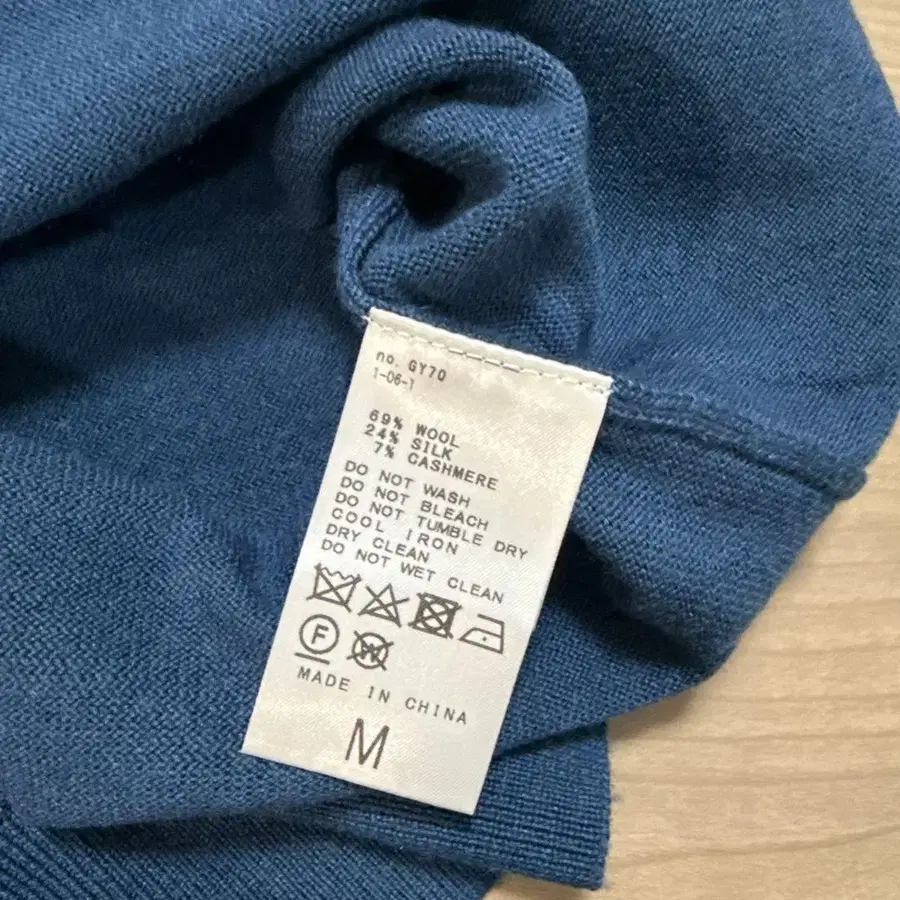 no. GY70
1-06-1
69% WOOL
24% SILK
7% CASHMERE
DO NOT WASH
DO NOT BLEACH
DO NOT TUMBLE DRY
COOL IRON
DRY CLEAN
DO NOT WET CLEAN
F W
MADE IN CHINA
M